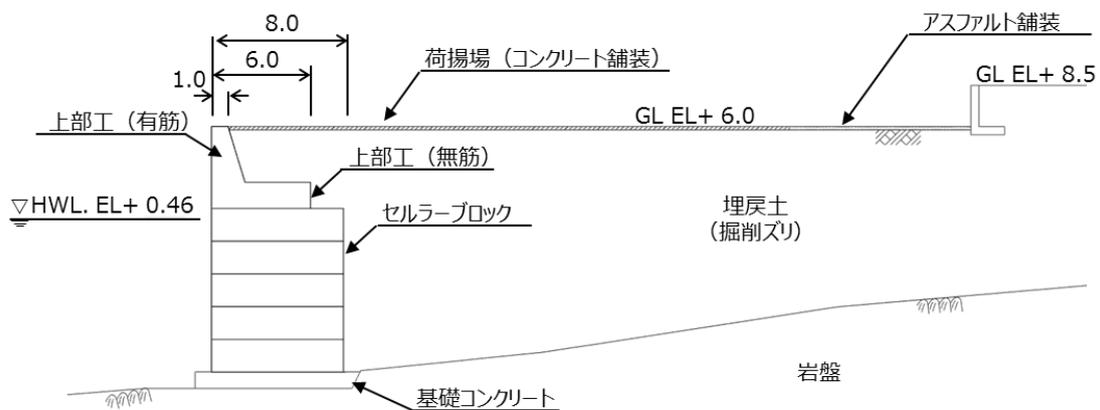 8.0
6.0
1.0
荷揚場（コンクリート舗装）
アスファルト舗装
GL EL+ 8.5
GL EL+ 6.0
上部工（有筋）
上部工（無筋）
▽HWL. EL+ 0.46
セルラーブロック
埋戻土
（掘削ズリ）
岩盤
基礎コンクリート